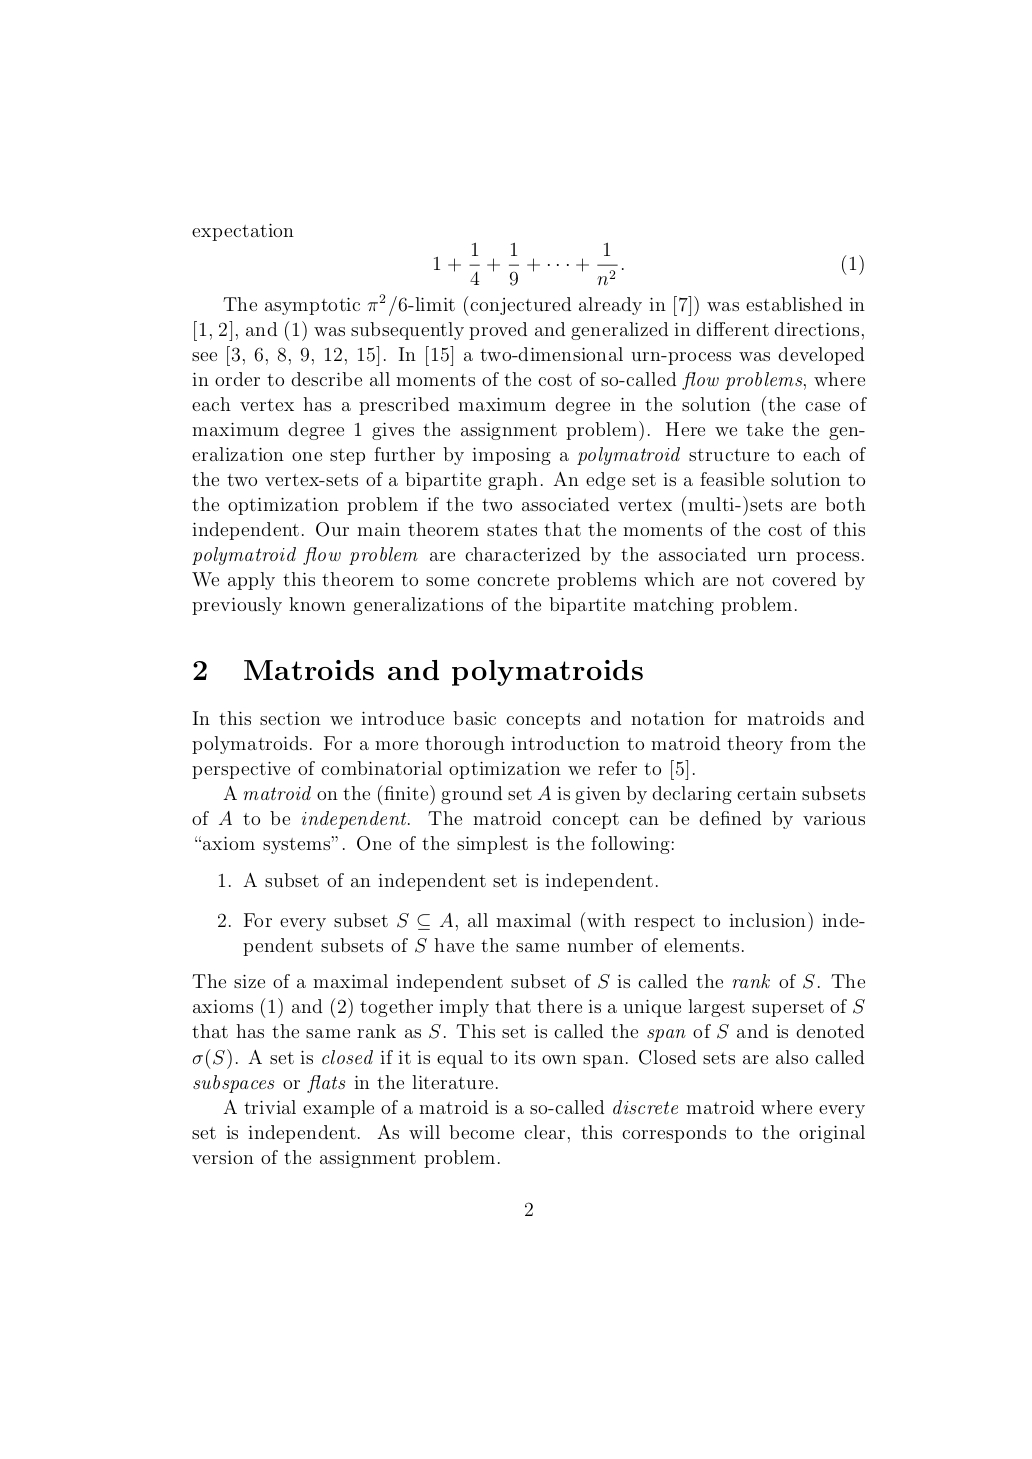 expectation
1 + 1/4 + 1/9 + · · · + 1/n². (1)
The asymptotic π²/6-limit (conjectured already in [7]) was established in
[1, 2], and (1) was subsequently proved and generalized in different directions,
see [3, 6, 8, 9, 12, 15]. In [15] a two-dimensional urn-process was developed
in order to describe all moments of the cost of so-called flow problems, where
each vertex has a prescribed maximum degree in the solution (the case of
maximum degree 1 gives the assignment problem). Here we take the gen-
eralization one step further by imposing a polymatroid structure to each of
the two vertex-sets of a bipartite graph. An edge set is a feasible solution to
the optimization problem if the two associated vertex (multi-)sets are both
independent. Our main theorem states that the moments of the cost of this
polymatroid flow problem are characterized by the associated urn process.
We apply this theorem to some concrete problems which are not covered by
previously known generalizations of the bipartite matching problem.
2 Matroids and polymatroids
In this section we introduce basic concepts and notation for matroids and
polymatroids. For a more thorough introduction to matroid theory from the
perspective of combinatorial optimization we refer to [5].
A matroid on the (finite) ground set A is given by declaring certain subsets
of A to be independent. The matroid concept can be defined by various
“axiom systems”. One of the simplest is the following:
1. A subset of an independent set is independent.
2. For every subset S ⊆ A, all maximal (with respect to inclusion) inde-
pendent subsets of S have the same number of elements.
The size of a maximal independent subset of S is called the rank of S. The
axioms (1) and (2) together imply that there is a unique largest superset of S
that has the same rank as S. This set is called the span of S and is denoted
σ(S). A set is closed if it is equal to its own span. Closed sets are also called
subspaces or flats in the literature.
A trivial example of a matroid is a so-called discrete matroid where every
set is independent. As will become clear, this corresponds to the original
version of the assignment problem.
2